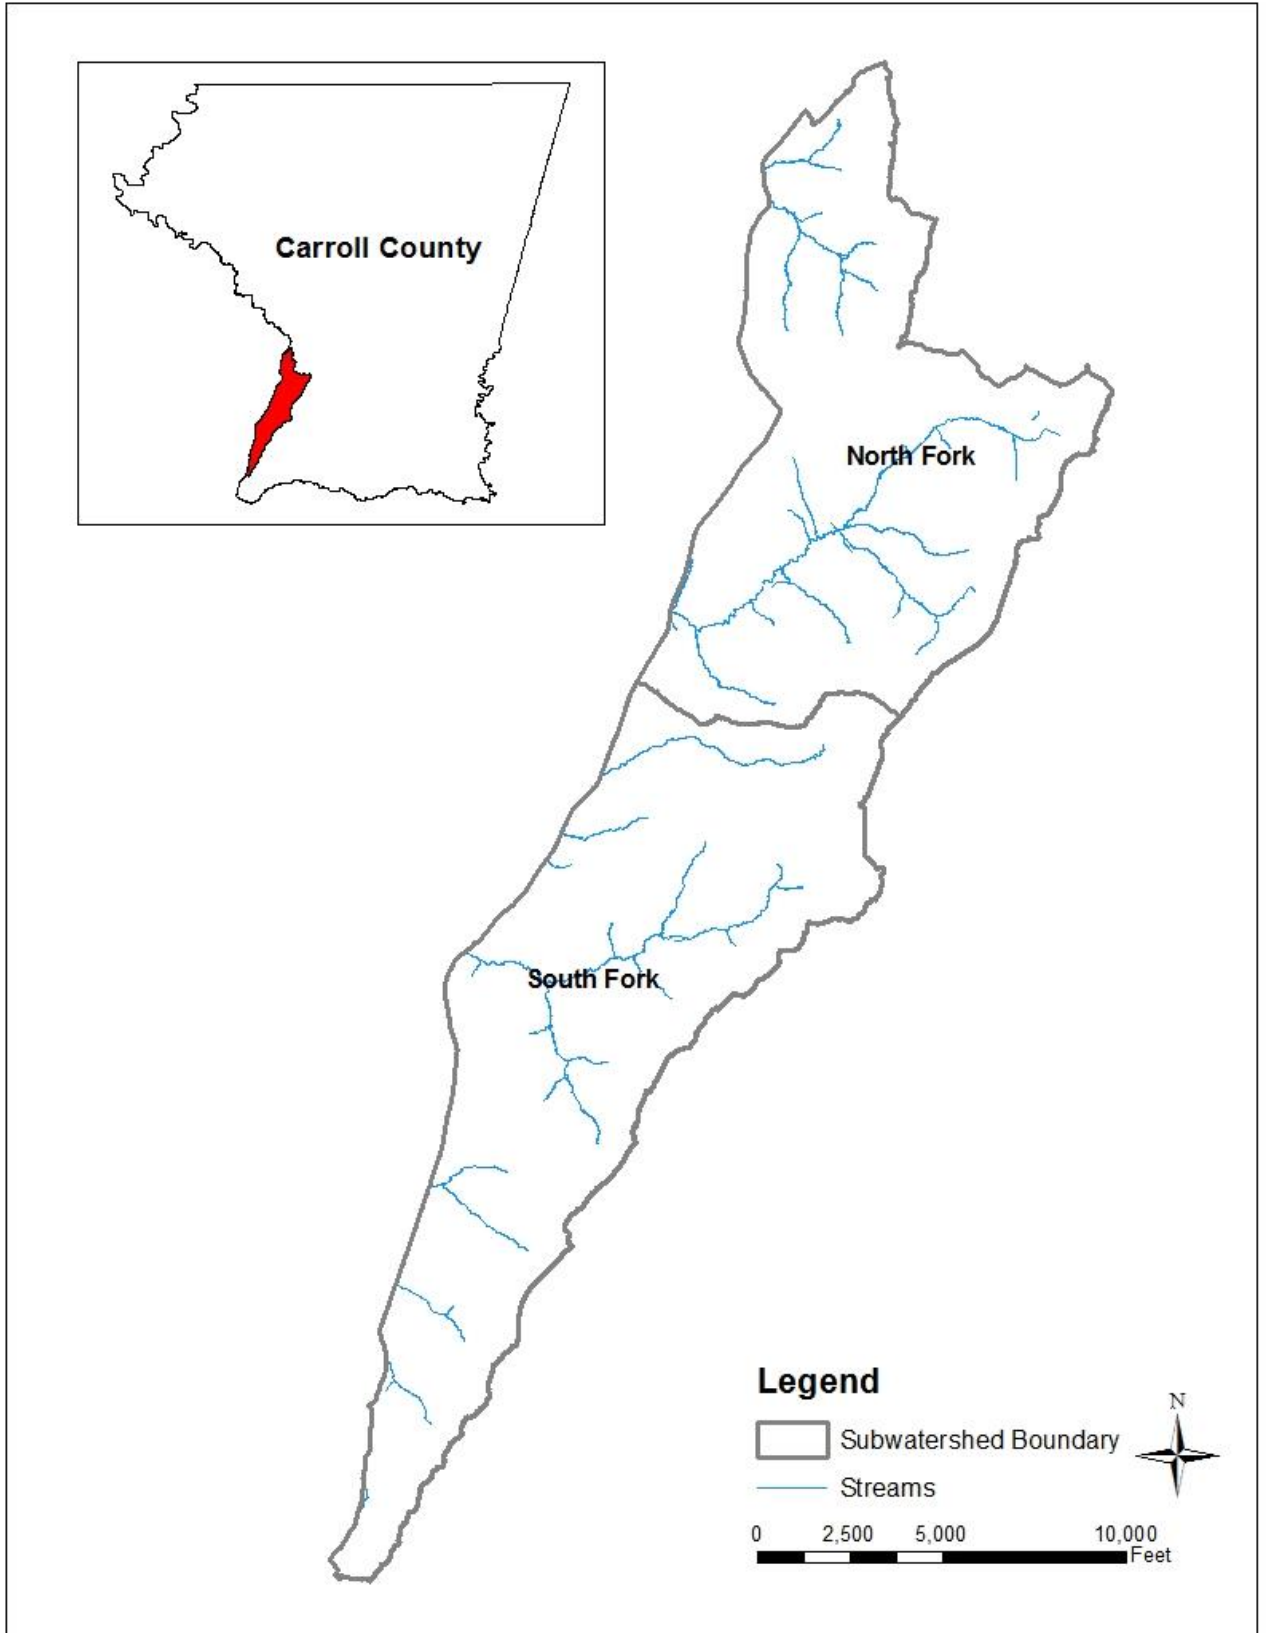 Carroll County
North Fork
South Fork
Legend
Subwatershed Boundary
Streams
N
0 2,500 5,000 10,000
Feet